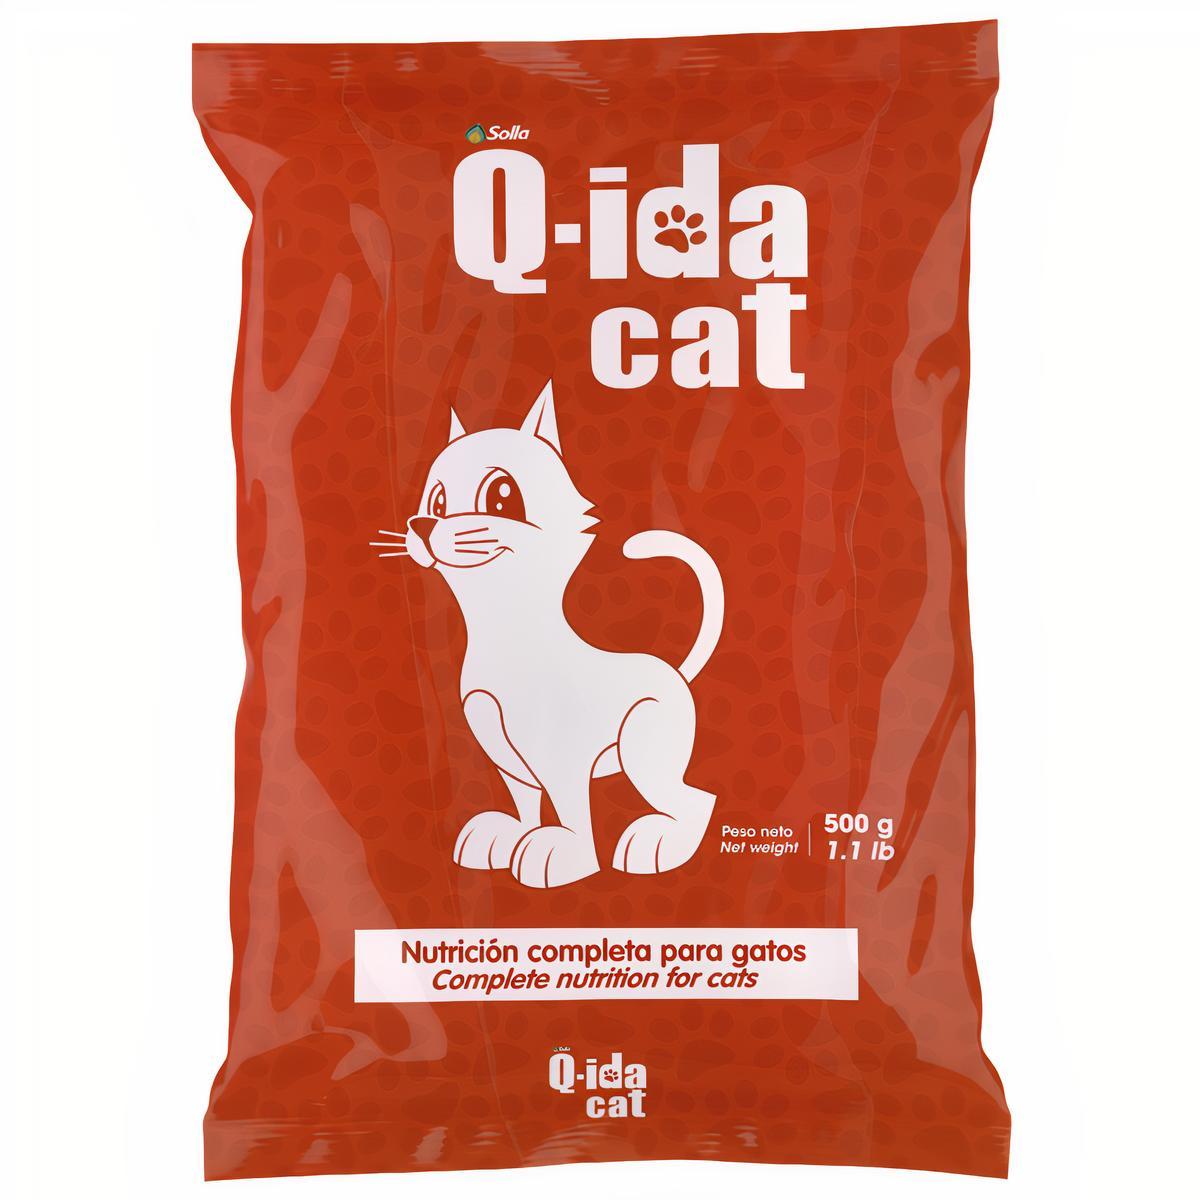 Solla
Q-ida
cat
Peso neto
Net weight
500 g
1.1 lb
Nutrición completa para gatos
Complete nutrition for cats
Solla
Q-ida
cat